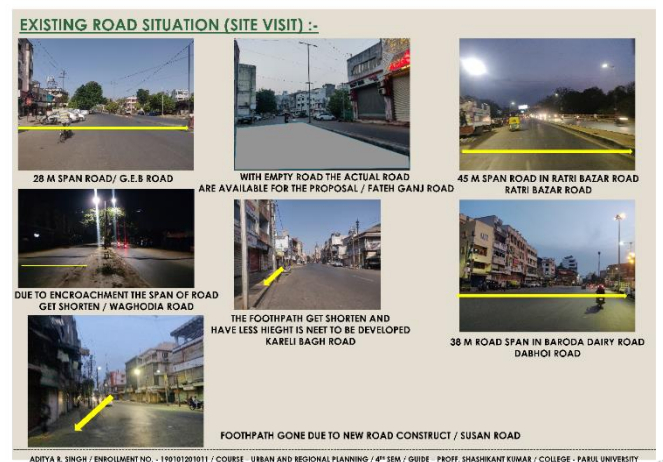 EXISTING ROAD SITUATION (SITE VISIT) :-
28 M SPAN ROAD/ G.E.B ROAD
WITH EMPTY ROAD THE ACTUAL ROAD
ARE AVAILABLE FOR THE PROPOSAL / FATEH GANJ ROAD
45 M SPAN ROAD IN RATRI BAZAR ROAD
RATRI BAZAR ROAD
DUE TO ENCROACHMENT THE SPAN OF ROAD
GET SHORTEN / WAGHODIA ROAD
THE FOOTHPATH GET SHORTEN AND
HAVE LESS HIEGHT IS NEET TO BE DEVELOPED
KARELI BAGH ROAD
38 M ROAD SPAN IN BARODA DAIRY ROAD
DABHOI ROAD
FOOTHPATH GONE DUE TO NEW ROAD CONSTRUCT / SUSAN ROAD
ADITYA R. SINGH / ENROLLMENT NO. - 190101201011 / COURSE - URBAN AND REGIONAL PLANNING / 4TH SEM / GUIDE - PROFF. SHASHIKANT KUMAR / COLLEGE - PARUL UNIVERSITY